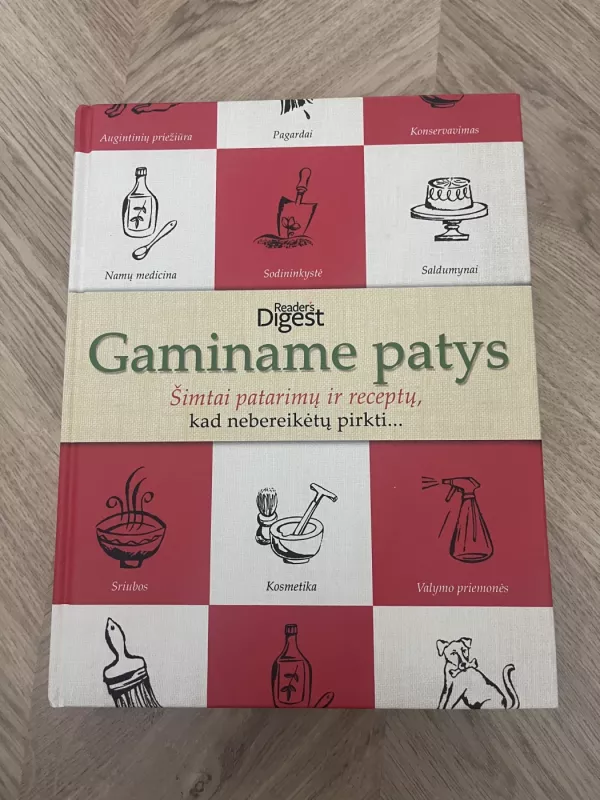 Augintinių priežiūra
Pagardai
Konservavimas
Namų medicina
Sodininkystė
Saldumynai
Reader's
Digest
Gaminame patys
Šimtai patarimų ir receptų,
kad nebereikėtų pirkti...
Sriubos
Kosmetika
Valymo priemonės